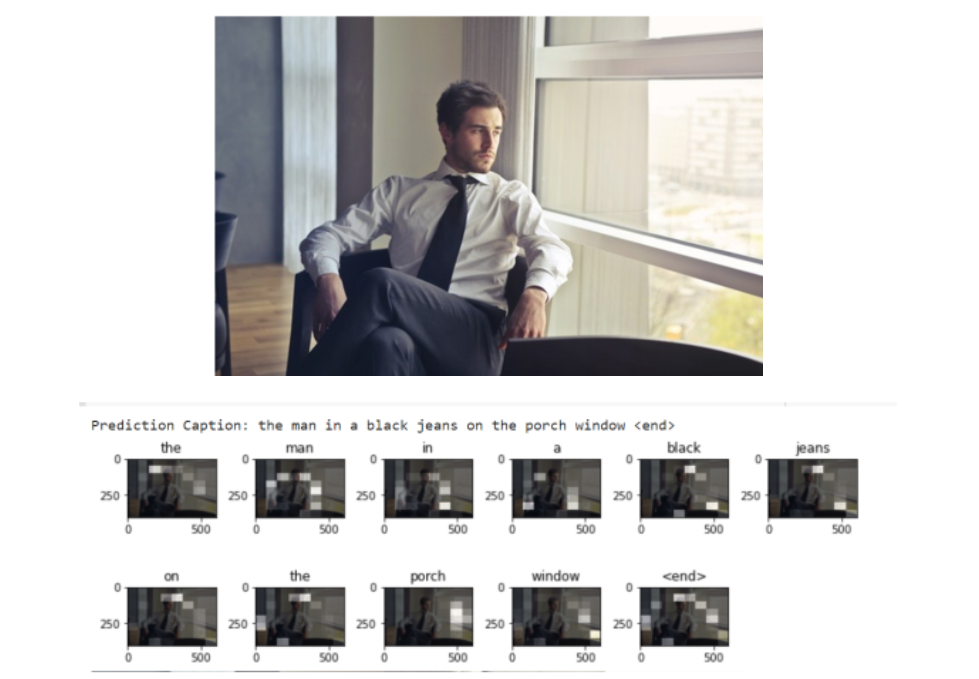 Prediction Caption: the man in a black jeans on the porch window <end>
the man in a black jeans
0 0 0 0 0 0
250 250 250 250 250 250
0 500 0 500 0 500 0 500 0 500 0 500
on the porch window <end>
0 0 0 0 0
250 250 250 250 250
0 500 0 500 0 500 0 500 0 500